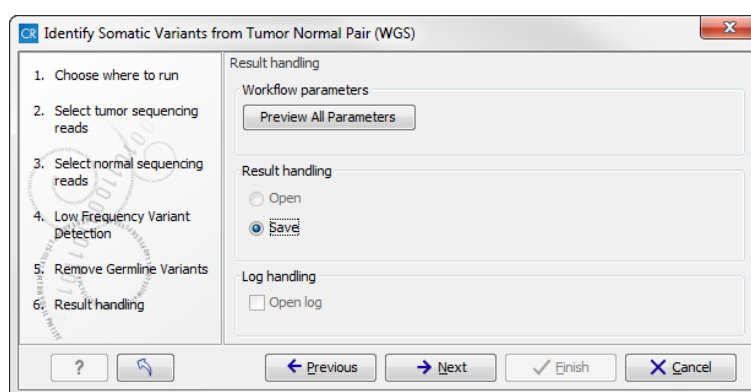 CR Identify Somatic Variants from Tumor Normal Pair (WGS) X
1. Choose where to run
2. Select tumor sequencing
reads
3. Select normal sequencing
reads
4. Low Frequency Variant
Detection
5. Remove Germline Variants
6. Result handling
Result handling
Workflow parameters
Preview All Parameters
Result handling
Open
Save
Log handling
Open log
? Previous Next Finish Cancel